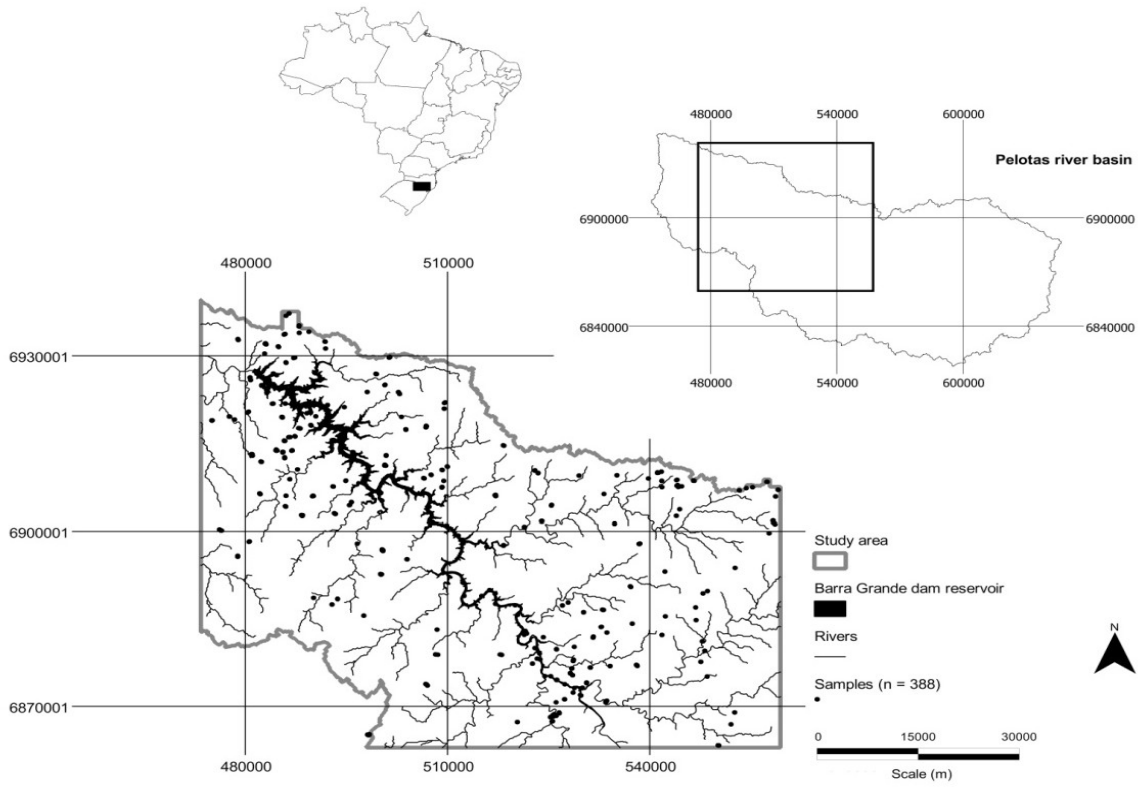 480000 540000 600000
Pelotas river basin
6900000 6900000
6840000 6840000
480000 540000 600000
480000 510000
6930001
6900001
6870001
480000 510000 540000
Study area
Barra Grande dam reservoir
Rivers
Samples (n = 388)
0 15000 30000
Scale (m)
N